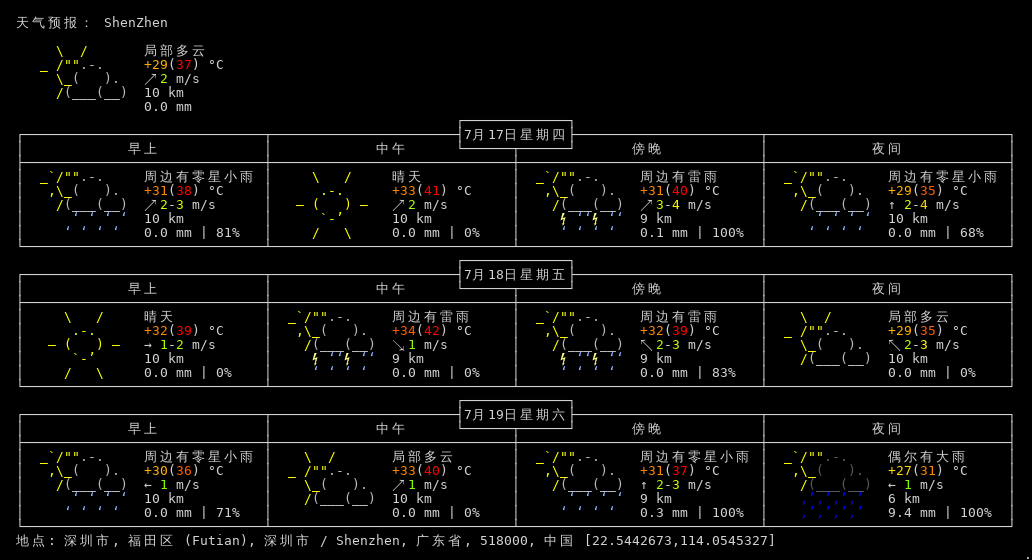 天气预报： ShenZhen
局部多云
+29(37) °C
↗2 m/s
10 km
0.0 mm
7月17日星期四
早上 中午 傍晚 夜间
周边有零星小雨 晴天 周边有雷雨 周边有零星小雨
+31(38) °C +33(41) °C +31(40) °C +29(35) °C
↗2-3 m/s ↗2 m/s ↗3-4 m/s ↑ 2-4 m/s
10 km 10 km 9 km 10 km
0.0 mm | 81% 0.0 mm | 0% 0.1 mm | 100% 0.0 mm | 68%
7月18日星期五
早上 中午 傍晚 夜间
晴天 周边有雷雨 周边有雷雨 局部多云
+32(39) °C +34(42) °C +32(39) °C +29(35) °C
→ 1-2 m/s ↘1 m/s ↖2-3 m/s ↖2-3 m/s
10 km 9 km 9 km 10 km
0.0 mm | 0% 0.0 mm | 0% 0.0 mm | 83% 0.0 mm | 0%
7月19日星期六
早上 中午 傍晚 夜间
周边有零星小雨 局部多云 周边有零星小雨 偶尔有大雨
+30(36) °C +33(40) °C +31(37) °C +27(31) °C
← 1 m/s ↗1 m/s ↑ 2-3 m/s ← 1 m/s
10 km 10 km 9 km 6 km
0.0 mm | 71% 0.0 mm | 0% 0.3 mm | 100% 9.4 mm | 100%
地点: 深圳市, 福田区 (Futian), 深圳市 / Shenzhen, 广东省, 518000, 中国 [22.5442673,114.0545327]